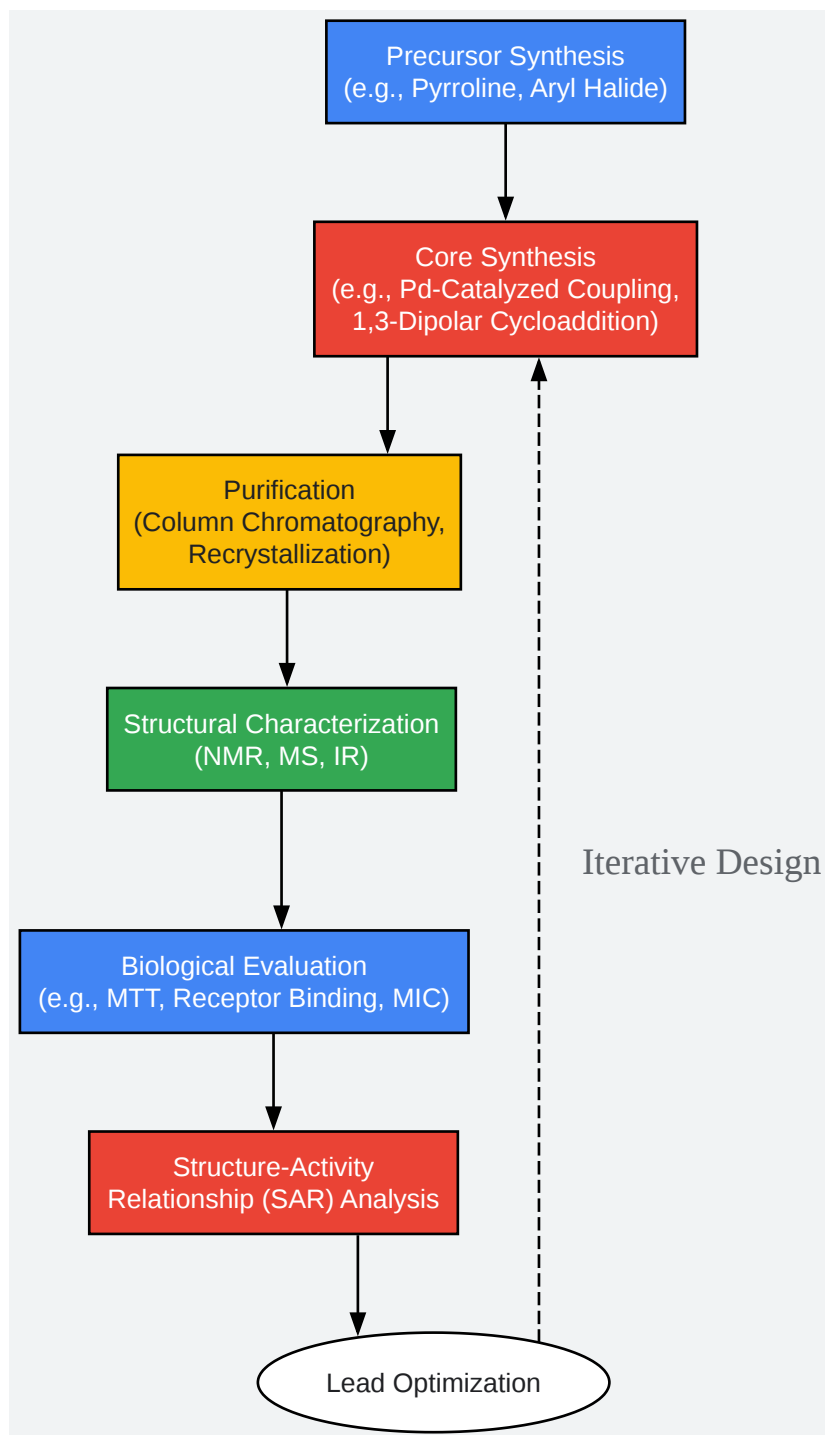 Precursor Synthesis
(e.g., Pyrroline, Aryl Halide)
Core Synthesis
(e.g., Pd-Catalyzed Coupling,
1,3-Dipolar Cycloaddition)
Purification
(Column Chromatography,
Recrystallization)
Structural Characterization
(NMR, MS, IR)
Iterative Design
Biological Evaluation
(e.g., MTT, Receptor Binding, MIC)
Structure-Activity
Relationship (SAR) Analysis
Lead Optimization